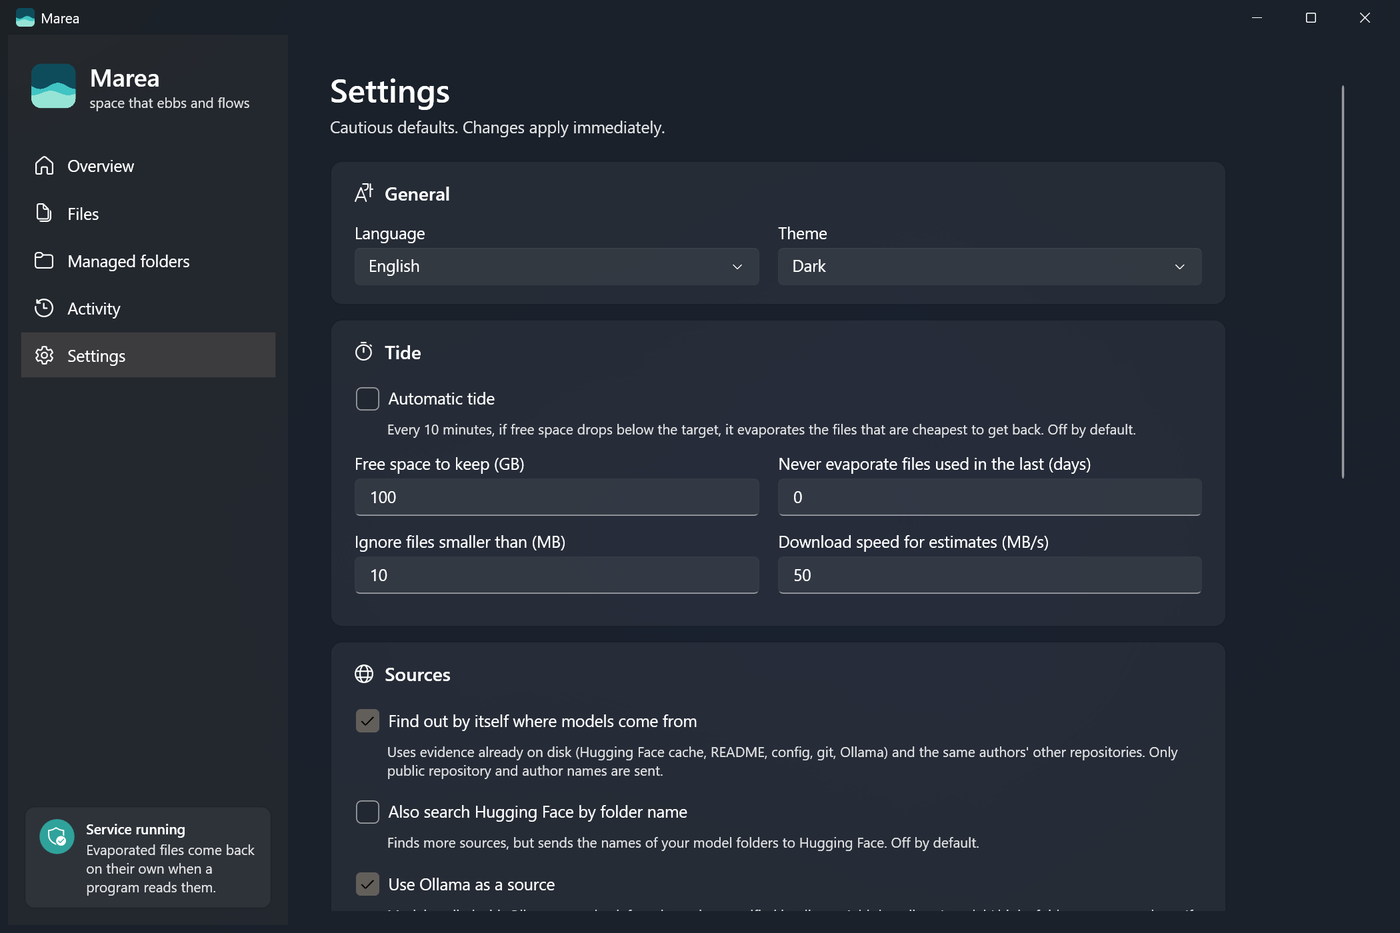 Marea
Marea
space that ebbs and flows
Overview
Files
Managed folders
Activity
Settings
Service running
Evaporated files come back
on their own when a
program reads them.
Settings
Cautious defaults. Changes apply immediately.
General
Language
Theme
English
Dark
Tide
Automatic tide
Every 10 minutes, if free space drops below the target, it evaporates the files that are cheapest to get back. Off by default.
Free space to keep (GB)
Never evaporate files used in the last (days)
100
0
Ignore files smaller than (MB)
Download speed for estimates (MB/s)
10
50
Sources
Find out by itself where models come from
Uses evidence already on disk (Hugging Face cache, README, config, git, Ollama) and the same authors' other repositories. Only
public repository and author names are sent.
Also search Hugging Face by folder name
Finds more sources, but sends the names of your model folders to Hugging Face. Off by default.
Use Ollama as a source